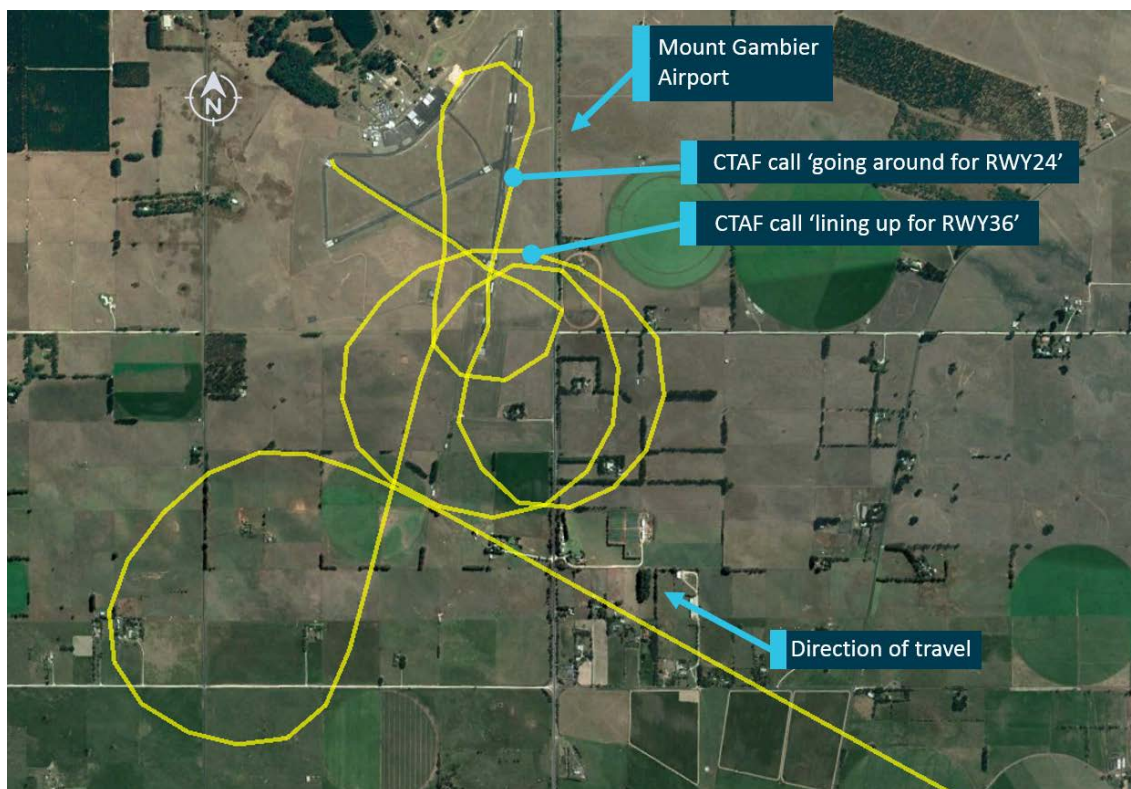 N
Mount Gambier
Airport
CTAF call ‘going around for RWY24’
CTAF call ‘lining up for RWY36’
Direction of travel